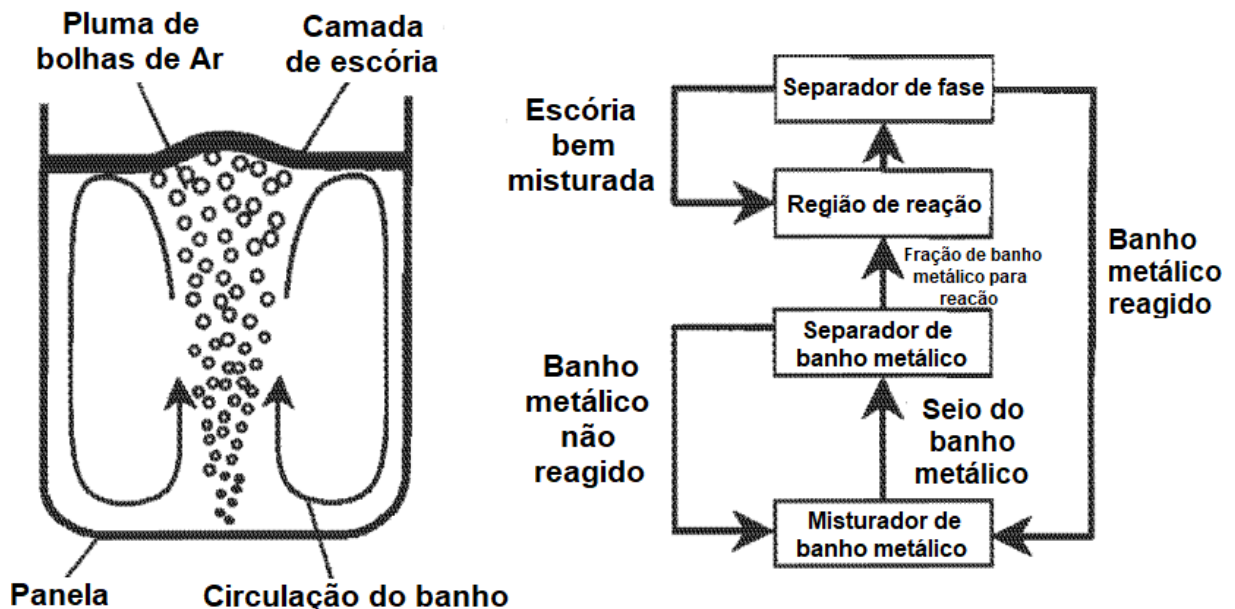 Pluma de
bolhas de Ar
Camada
de escória
Panela
Circulação do banho
Separador de fase
Escória
bem
misturada
Região de reação
Fração de banho
metálico para
reação
Banho
metálico
reagido
Separador de
banho metálico
Banho
metálico
não
reagido
Seio do
banho
metálico
Misturador de
banho metálico